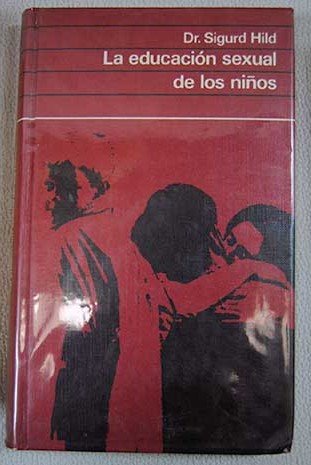 Dr. Sigurd Hild
La educación sexual
de los niños